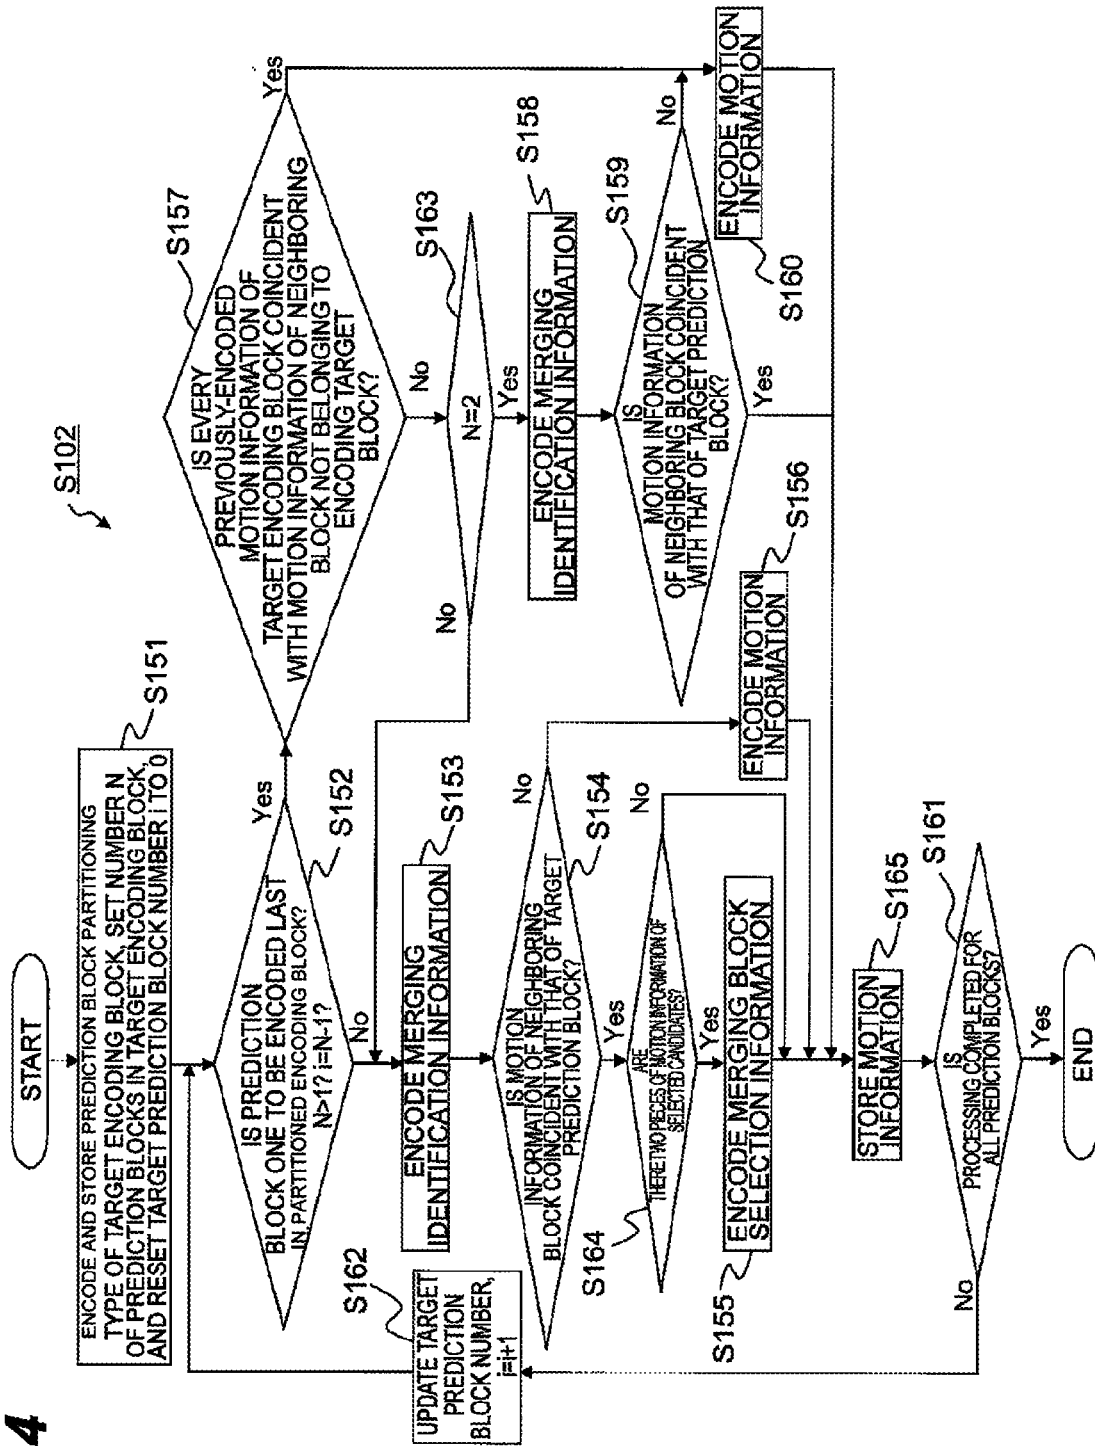 4
S102
START
ENCODE AND STORE PREDICTION BLOCK PARTITIONING
TYPE OF TARGET ENCODING BLOCK, SET NUMBER N
OF PREDICTION BLOCKS IN TARGET ENCODING BLOCK,
AND RESET TARGET PREDICTION BLOCK NUMBER i TO 0
S151
IS PREDICTION
BLOCK ONE TO BE ENCODED LAST
IN PARTITIONED ENCODING BLOCK?
N>1? i=N-1?
S152
Yes
No
IS EVERY
PREVIOUSLY-ENCODED
MOTION INFORMATION OF
TARGET ENCODING BLOCK COINCIDENT
WITH MOTION INFORMATION OF NEIGHBORING
BLOCK NOT BELONGING TO
ENCODING TARGET
BLOCK?
S157
Yes
No
N=2
S163
No
Yes
ENCODE MERGING
IDENTIFICATION INFORMATION
S158
IS
MOTION INFORMATION
OF NEIGHBORING BLOCK COINCIDENT
WITH THAT OF TARGET PREDICTION
BLOCK?
S159
No
Yes
ENCODE MOTION
INFORMATION
S160
ENCODE MERGING
IDENTIFICATION INFORMATION
S153
IS MOTION
INFORMATION OF NEIGHBORING
BLOCK COINCIDENT WITH THAT OF TARGET
PREDICTION BLOCK?
S154
No
Yes
ENCODE MOTION
INFORMATION
S156
ARE
THERE TWO PIECES OF MOTION INFORMATION OF
SELECTED CANDIDATES?
S164
No
Yes
ENCODE MERGING BLOCK
SELECTION INFORMATION
S155
STORE MOTION
INFORMATION
S165
IS
PROCESSING COMPLETED FOR
ALL PREDICTION BLOCKS?
S161
No
Yes
UPDATE TARGET
PREDICTION
BLOCK NUMBER,
i=i+1
S162
END